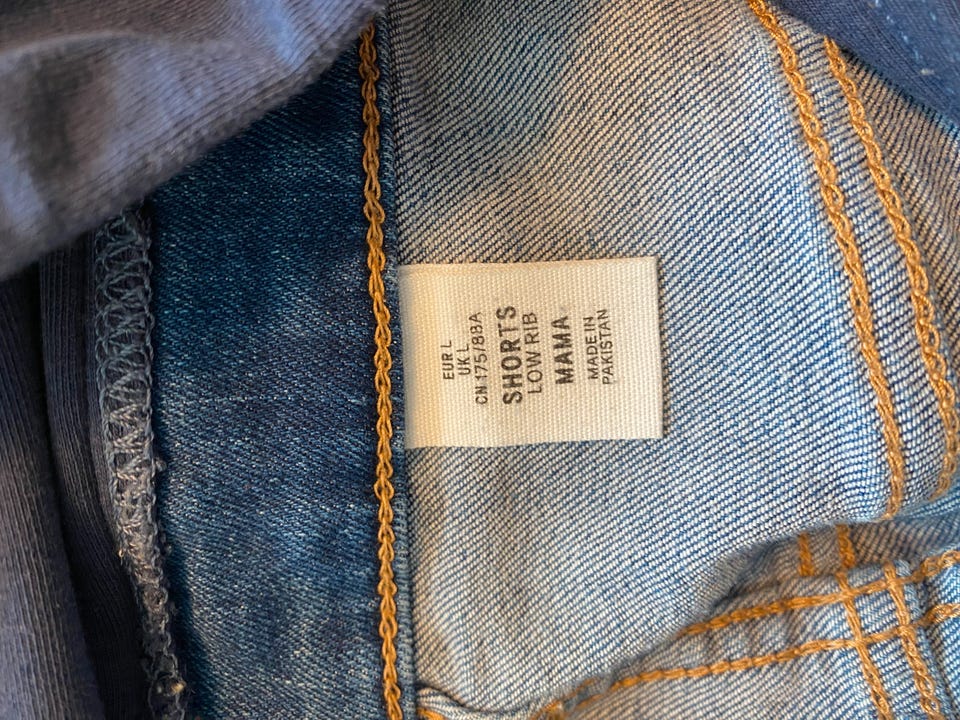 EUR L
UK L
CN 175/88A
SHORTS
LOW RIB
MAMA
MADE IN
PAKISTAN